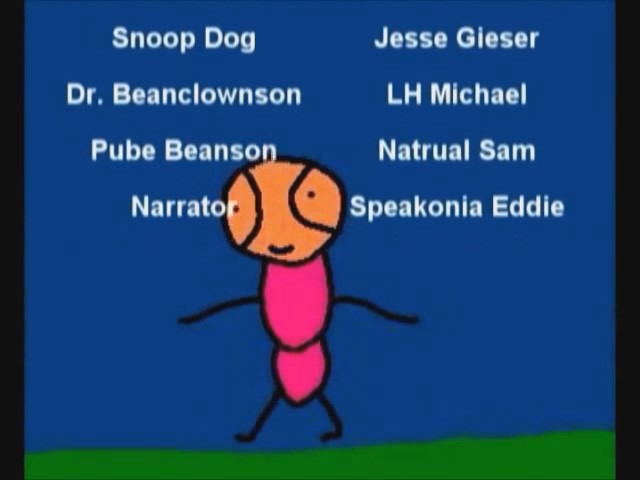 Snoop Dog Jesse Gieser
Dr. Beanclownson LH Michael
Pube Beanson Natrual Sam
Narrator Speakonia Eddie